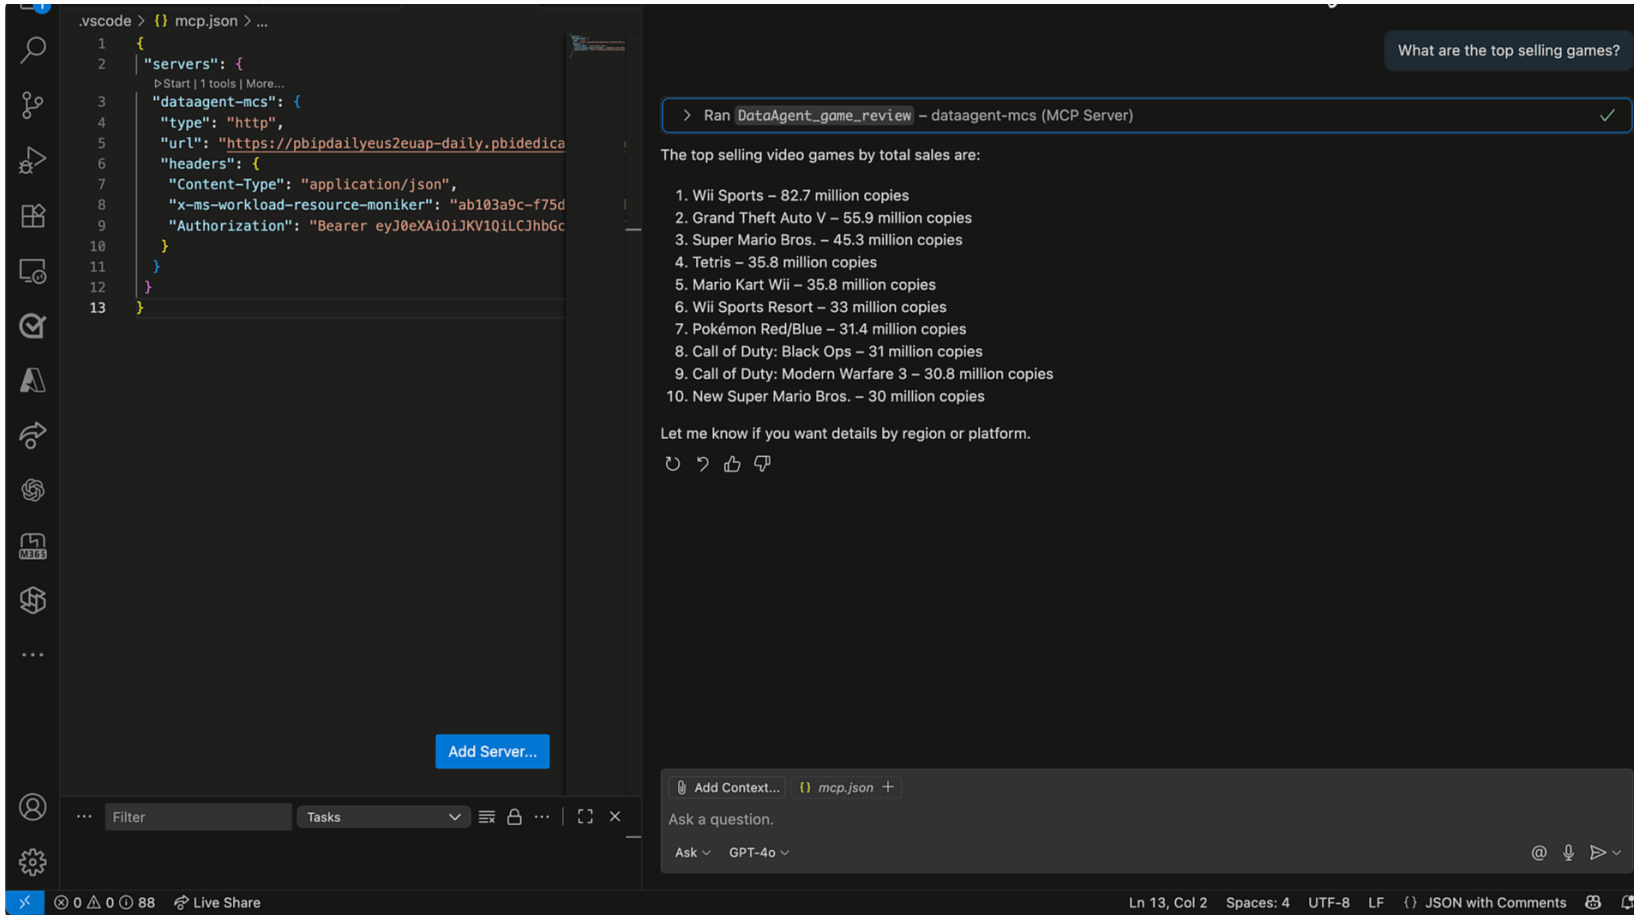 .vscode > {} mcp.json > ...
1 {
2 "servers": {
Start | 1 tools | More...
3 "dataagent-mcs": {
4 "type": "http",
5 "url": "https://pbipdailyeus2euap-daily.pbidedica
6 "headers": {
7 "Content-Type": "application/json",
8 "x-ms-workload-resource-moniker": "ab103a9c-f75d
9 "Authorization": "Bearer eyJ0eXAiOiJKV1QiLCJhbGc
10 }
11 }
12 }
13 }
Add Server...
M365
... Filter Tasks ...
What are the top selling games?
> Ran DataAgent_game_review – dataagent-mcs (MCP Server)
The top selling video games by total sales are:
1. Wii Sports – 82.7 million copies
2. Grand Theft Auto V – 55.9 million copies
3. Super Mario Bros. – 45.3 million copies
4. Tetris – 35.8 million copies
5. Mario Kart Wii – 35.8 million copies
6. Wii Sports Resort – 33 million copies
7. Pokémon Red/Blue – 31.4 million copies
8. Call of Duty: Black Ops – 31 million copies
9. Call of Duty: Modern Warfare 3 – 30.8 million copies
10. New Super Mario Bros. – 30 million copies
Let me know if you want details by region or platform.
Add Context... {} mcp.json +
Ask a question.
Ask GPT-4o @
0 0 88 Live Share Ln 13, Col 2 Spaces: 4 UTF-8 LF {} JSON with Comments